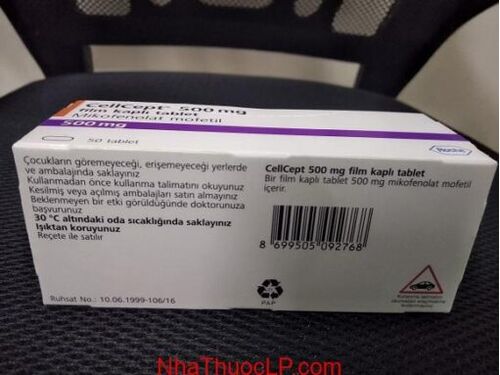 CellCept® 500 mg
film kaplı tablet
Mikofenolat mofetil
500 mg
50 tablet
Roche
Çocukların göremeyeceği, erişemeyeceği yerlerde
ve ambalajında saklayınız
Kullanmadan önce kullanma talimatını okuyunuz
Kesilmiş veya açılmış ambalajları satın almayınız
Beklenmeyen bir etki görüldüğünde doktorunuza
başvurunuz
30 °C altındaki oda sıcaklığında saklayınız
Işıktan koruyunuz
Reçete ile satılır
Ruhsat No.: 10.06.1999-106/16
CellCept 500 mg film kaplı tablet
Bir film kaplı tablet 500 mg mikofenolat mofetil
içerir.
8 699505 092768
PAP
NhaThuocLP.com